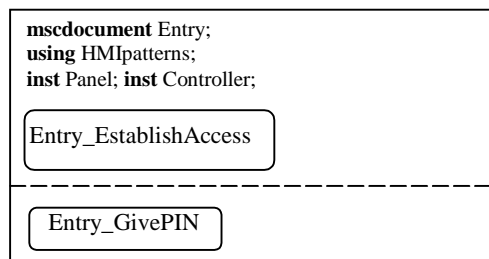 mscdocument Entry;
using HMIpatterns;
inst Panel; inst Controller;
Entry_EstablishAccess
Entry_GivePIN